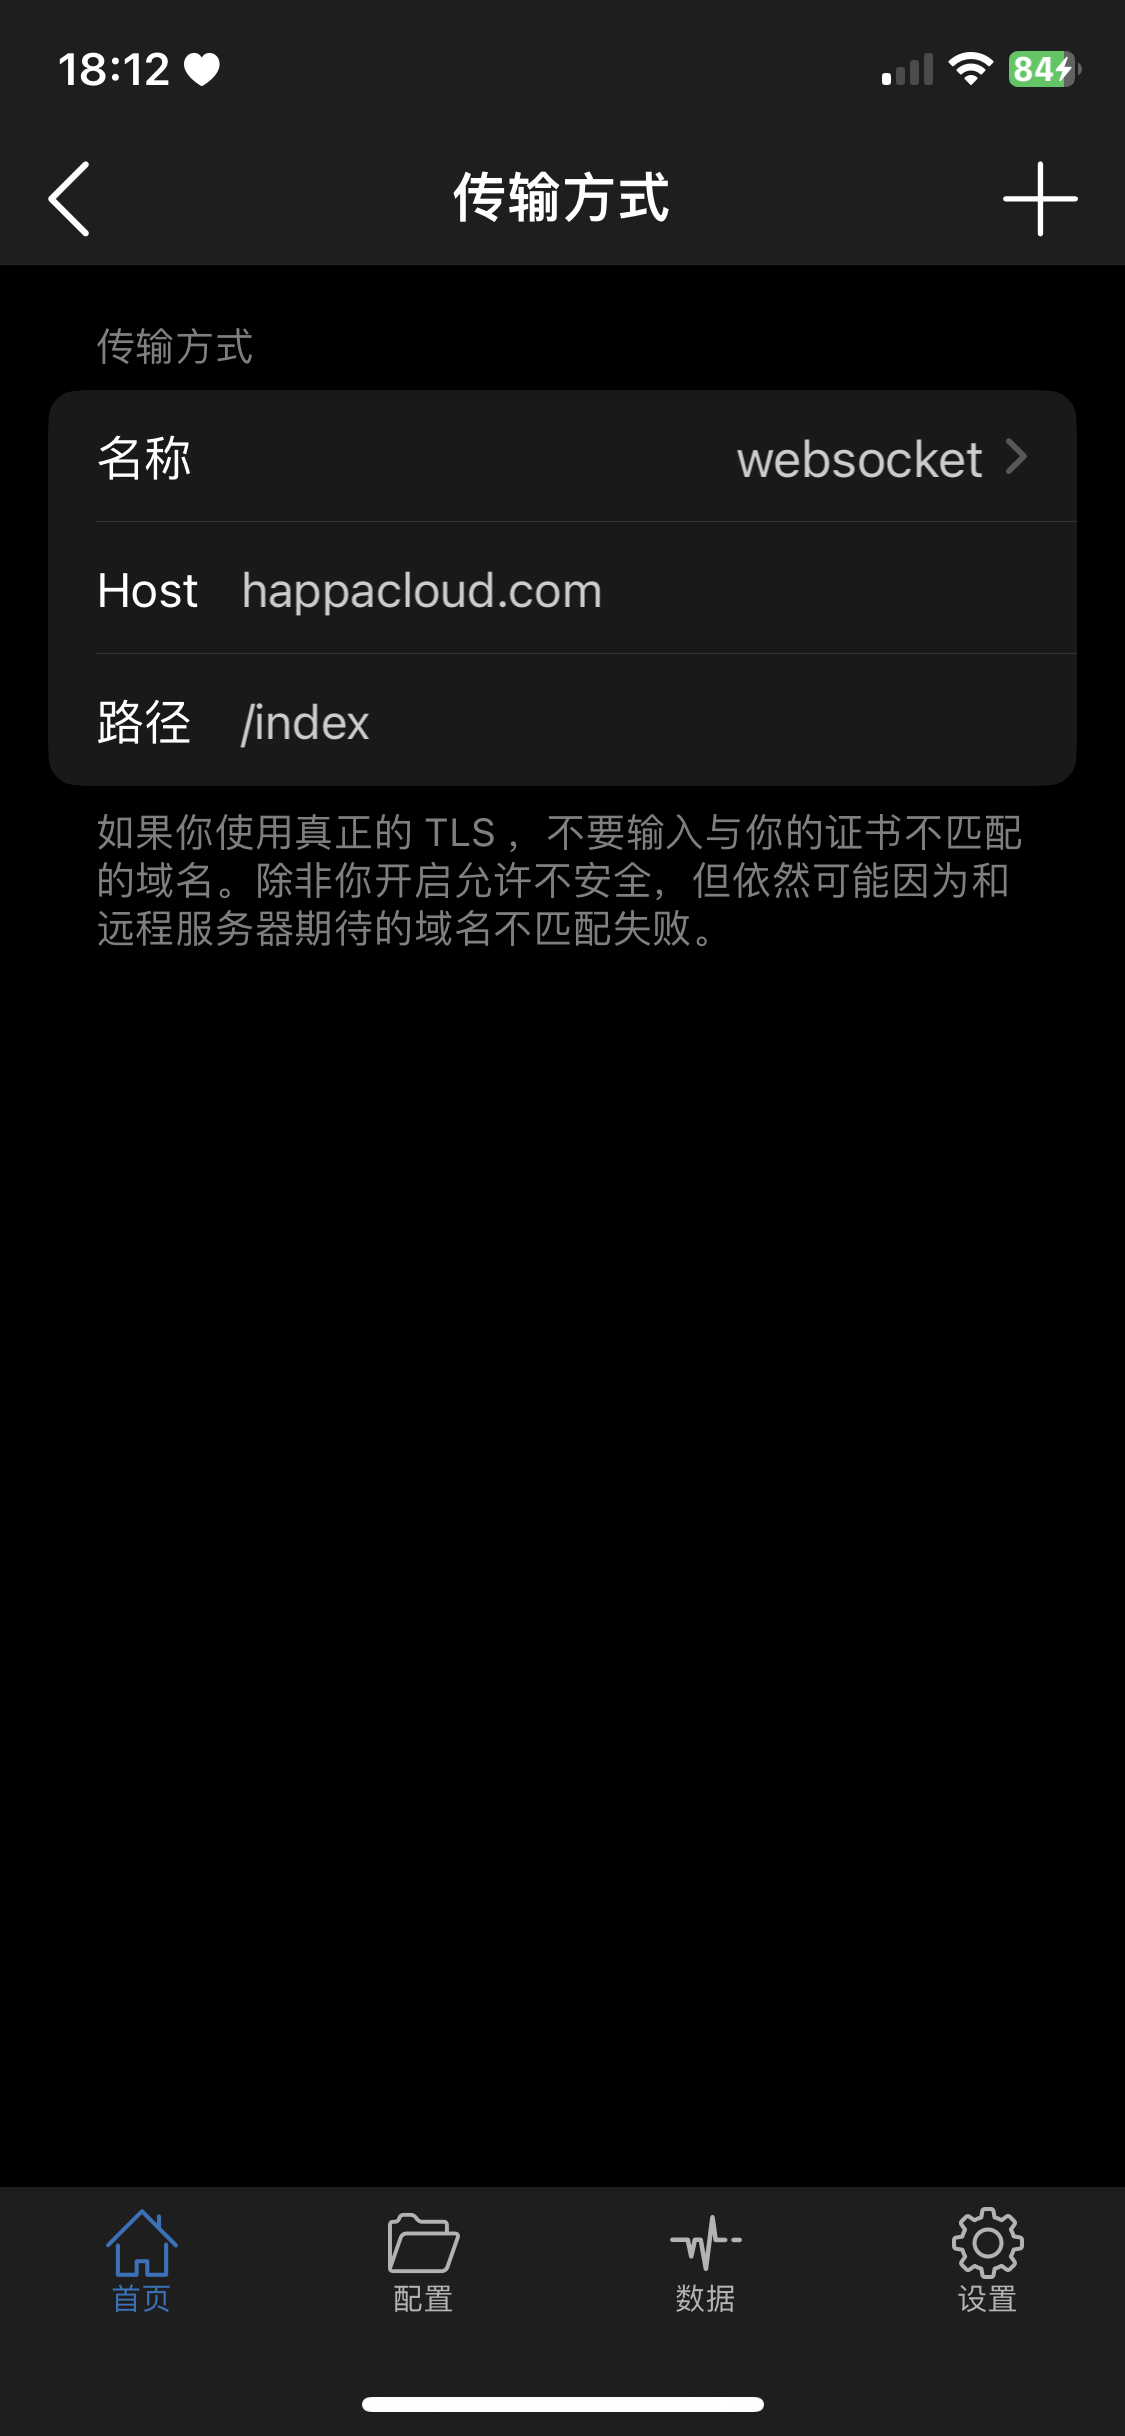 18:12
84
传输方式
传输方式
名称 websocket
Host happacloud.com
路径 /index
如果你使用真正的 TLS ，不要输入与你的证书不匹配
的域名。除非你开启允许不安全，但依然可能因为和
远程服务器期待的域名不匹配失败。
首页 配置 数据 设置